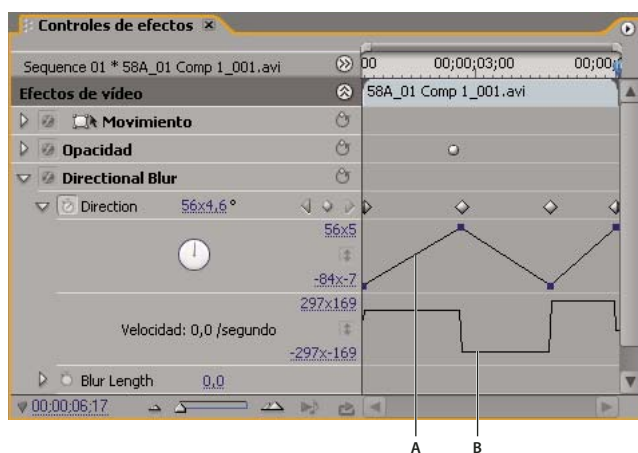 Controles de efectos
Sequence 01 * 58A_01 Comp 1_001.avi
00 00;00;03;00 00;00;
Efectos de vídeo
58A_01 Comp 1_001.avi
Movimiento
Opacidad
Directional Blur
Direction 56x4,6 °
56x5
-84x-7
297x169
Velocidad: 0,0 /segundo
-297x-169
Blur Length 0,0
00;00;06;17
A B